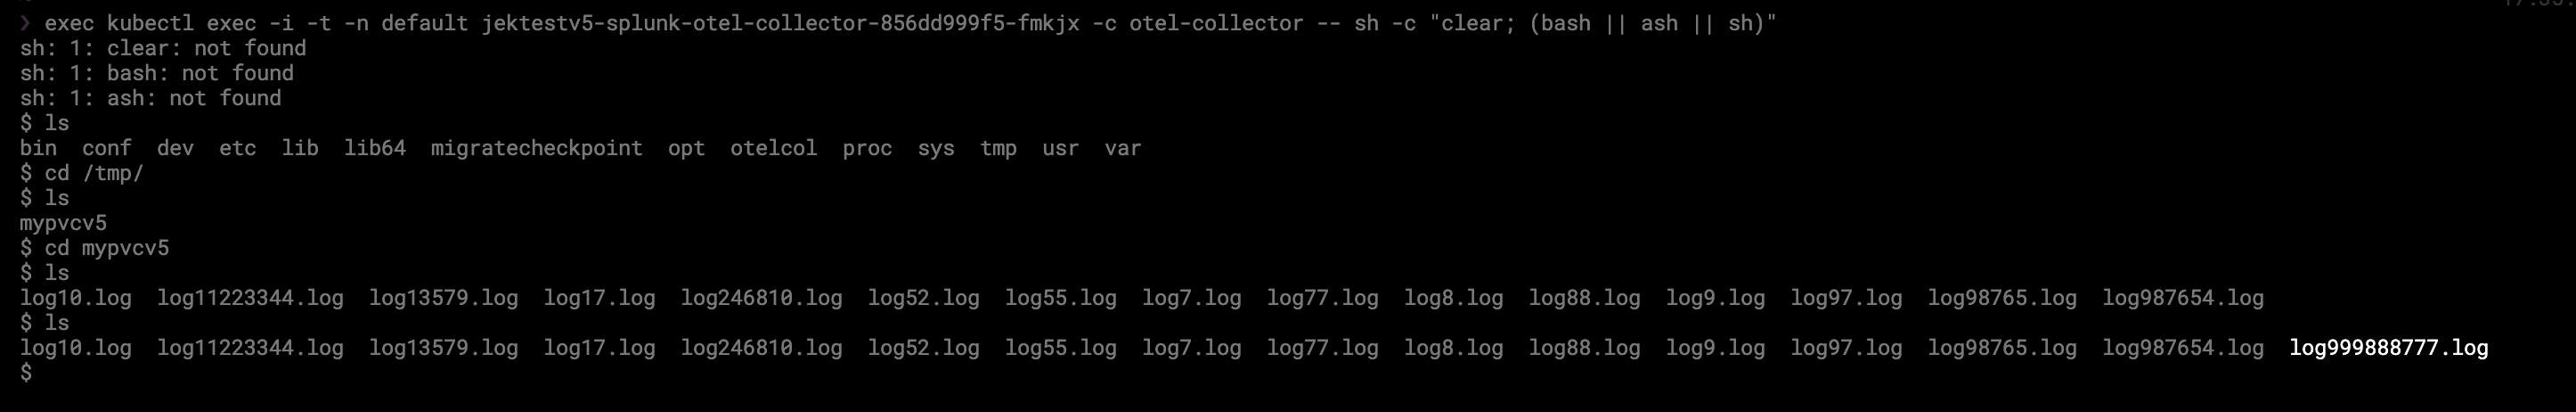 ❯ exec kubectl exec -i -t -n default jektestv5-splunk-otel-collector-856dd999f5-fmkjx -c otel-collector -- sh -c "clear; (bash || ash || sh)"
sh: 1: clear: not found
sh: 1: bash: not found
sh: 1: ash: not found
$ ls
bin  conf  dev  etc  lib  lib64  migratecheckpoint  opt  otelcol  proc  sys  tmp  usr  var
$ cd /tmp/
$ ls
mypvcv5
$ cd mypvcv5
$ ls
log10.log  log11223344.log  log13579.log  log17.log  log246810.log  log52.log  log55.log  log7.log  log77.log  log8.log  log88.log  log9.log  log97.log  log98765.log  log987654.log
$ ls
log10.log  log11223344.log  log13579.log  log17.log  log246810.log  log52.log  log55.log  log7.log  log77.log  log8.log  log88.log  log9.log  log97.log  log98765.log  log987654.log  log999888777.log
$